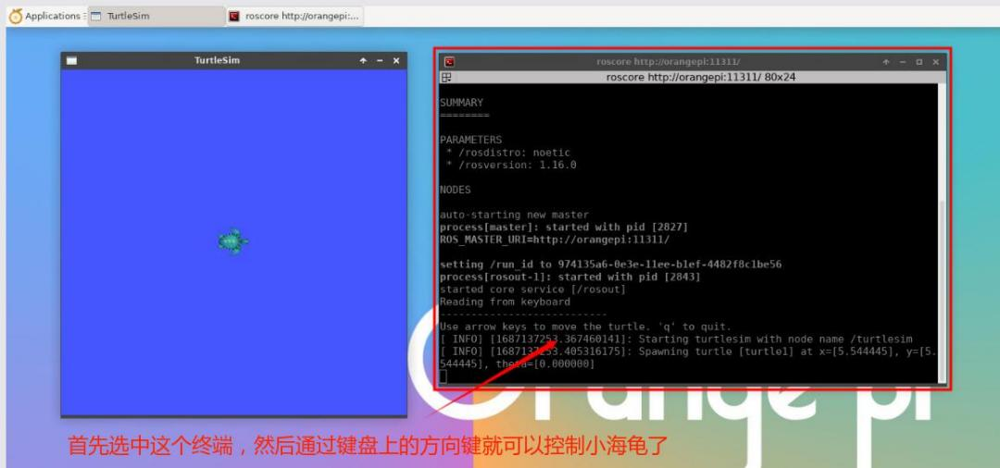 Applications
TurtleSim
roscore http://orangepi:...
TurtleSim
roscore http://orangepi:11311/
roscore http://orangepi:11311/ 80x24
SUMMARY
========
PARAMETERS
* /rosdistro: noetic
* /rosversion: 1.16.0
NODES
auto-starting new master
process[master]: started with pid [2827]
ROS_MASTER_URI=http://orangepi:11311/
setting /run_id to 974135a6-0e3e-11ee-b1ef-4482f8c1be56
process[rosout-1]: started with pid [2843]
started core service [/rosout]
Reading from keyboard
---------------------------
Use arrow keys to move the turtle. 'q' to quit.
[ INFO] [1687137253.367460141]: Starting turtlesim with node name /turtlesim
[ INFO] [1687137253.405316175]: Spawning turtle [turtle1] at x=[5.544445], y=[5.
544445], theta=[0.000000]
Orange pi
首先选中这个终端，然后通过键盘上的方向键就可以控制小海龟了